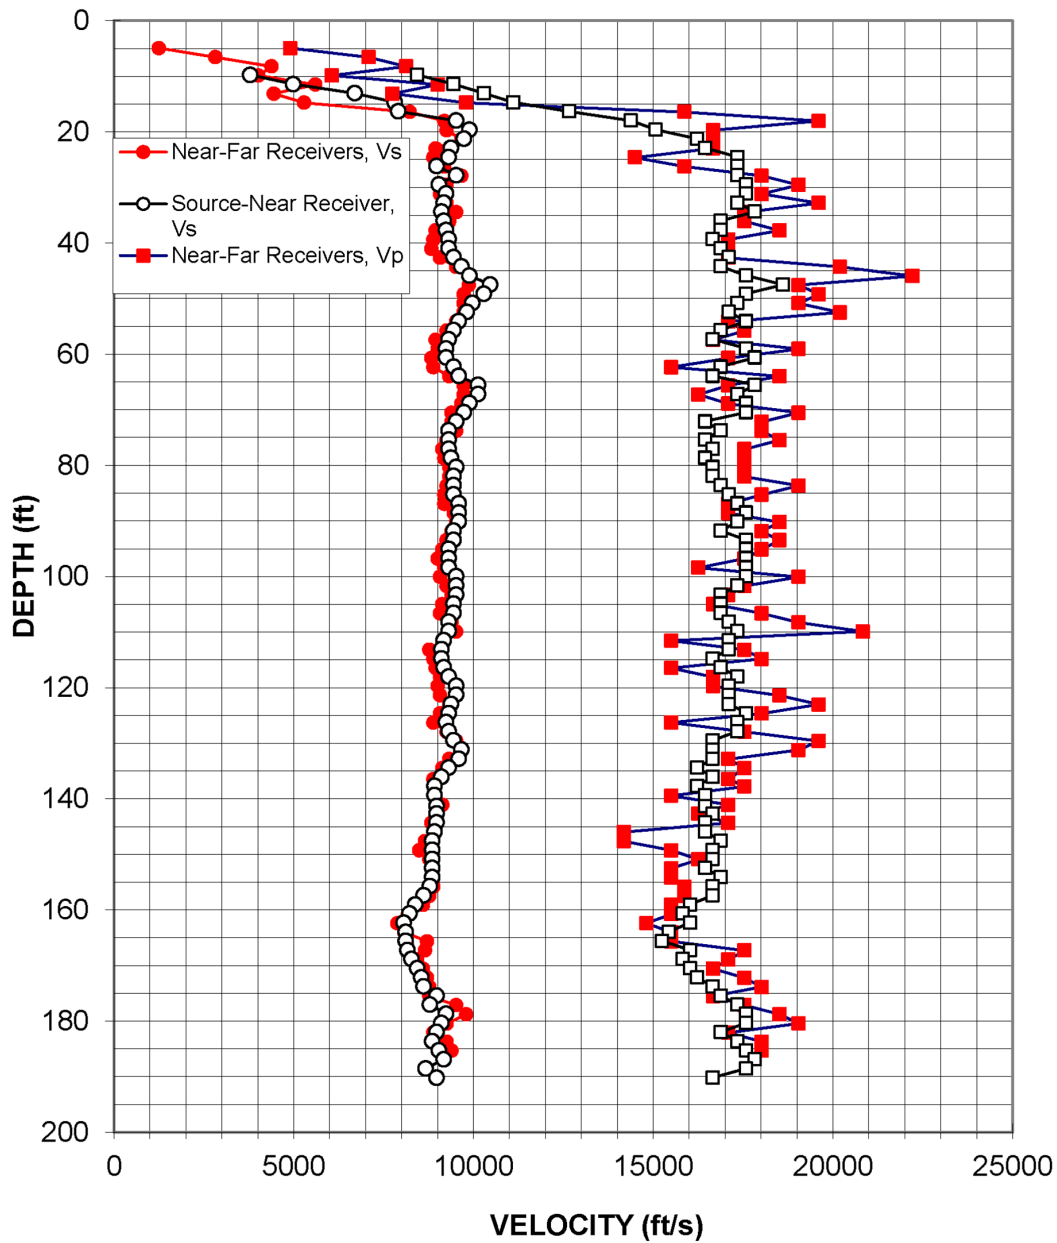 0
20
40
60
80
100
120
140
160
180
200
DEPTH (ft)
Near-Far Receivers, Vs
Source-Near Receiver,
Vs
Near-Far Receivers, Vp
0 5000 10000 15000 20000 25000
VELOCITY (ft/s)